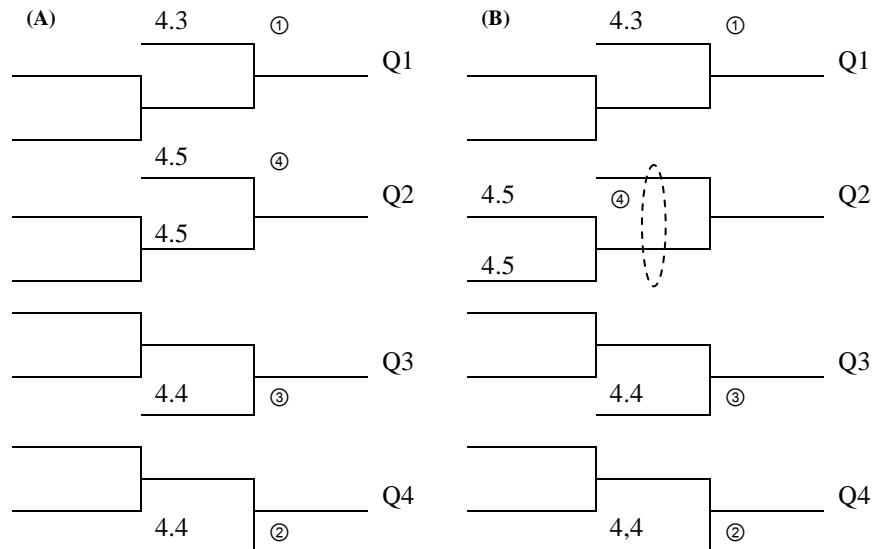 (A)
4.3 ①
Q1
4.5 ④
Q2
4.5
Q3
4.4 ③
Q4
4.4 ②
(B)
4.3 ①
Q1
4.5 ④ Q2
4.5
Q3
4.4 ③
Q4
4,4 ②